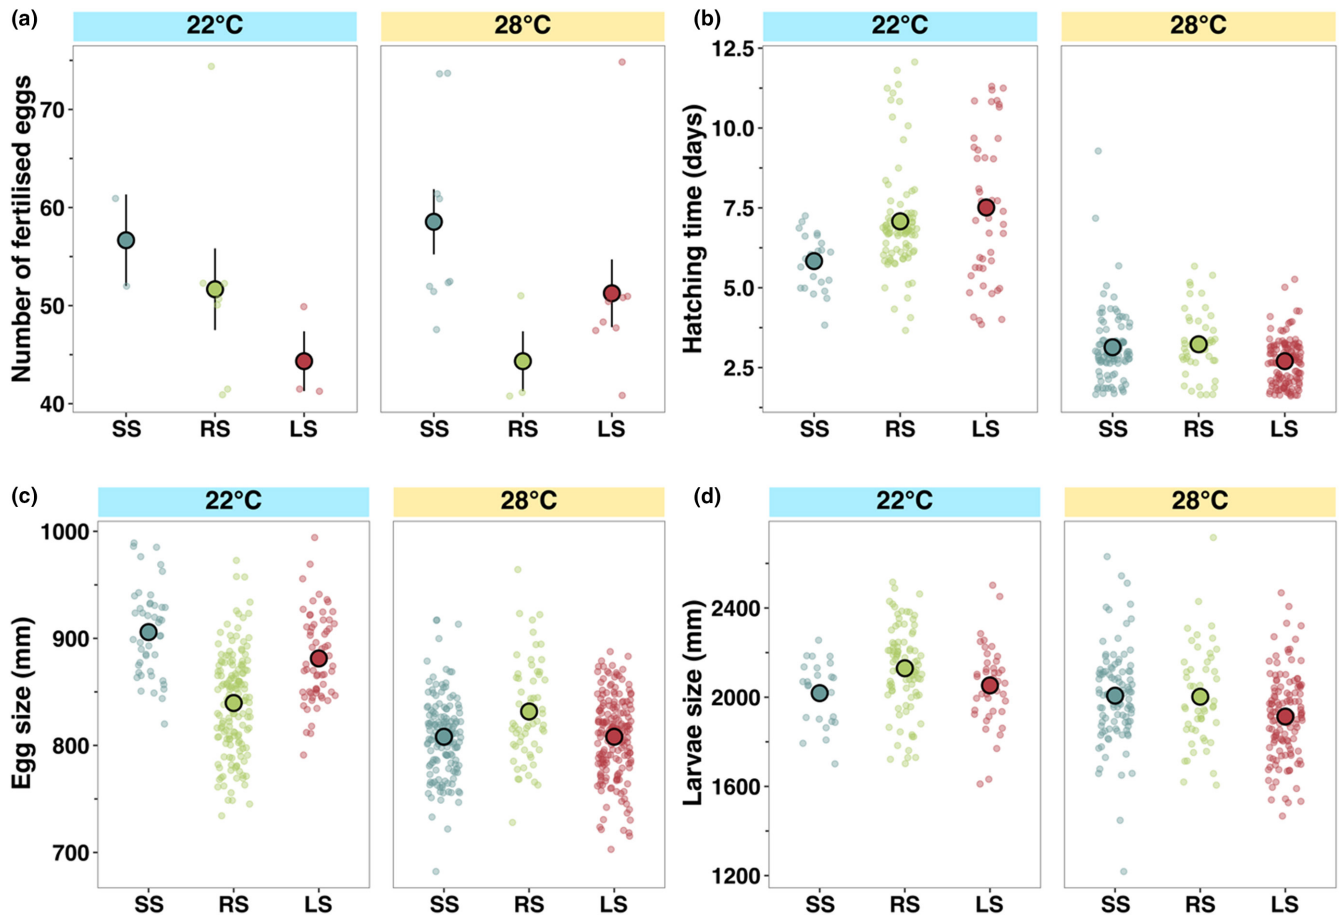 (a)
22°C
28°C
Number of fertilised eggs
70
60
50
40
SS
RS
LS
SS
RS
LS
(b)
22°C
28°C
Hatching time (days)
12.5
10.0
7.5
5.0
2.5
SS
RS
LS
SS
RS
LS
(c)
22°C
28°C
Egg size (mm)
1000
900
800
700
SS
RS
LS
SS
RS
LS
(d)
22°C
28°C
Larvae size (mm)
2400
2000
1600
1200
SS
RS
LS
SS
RS
LS